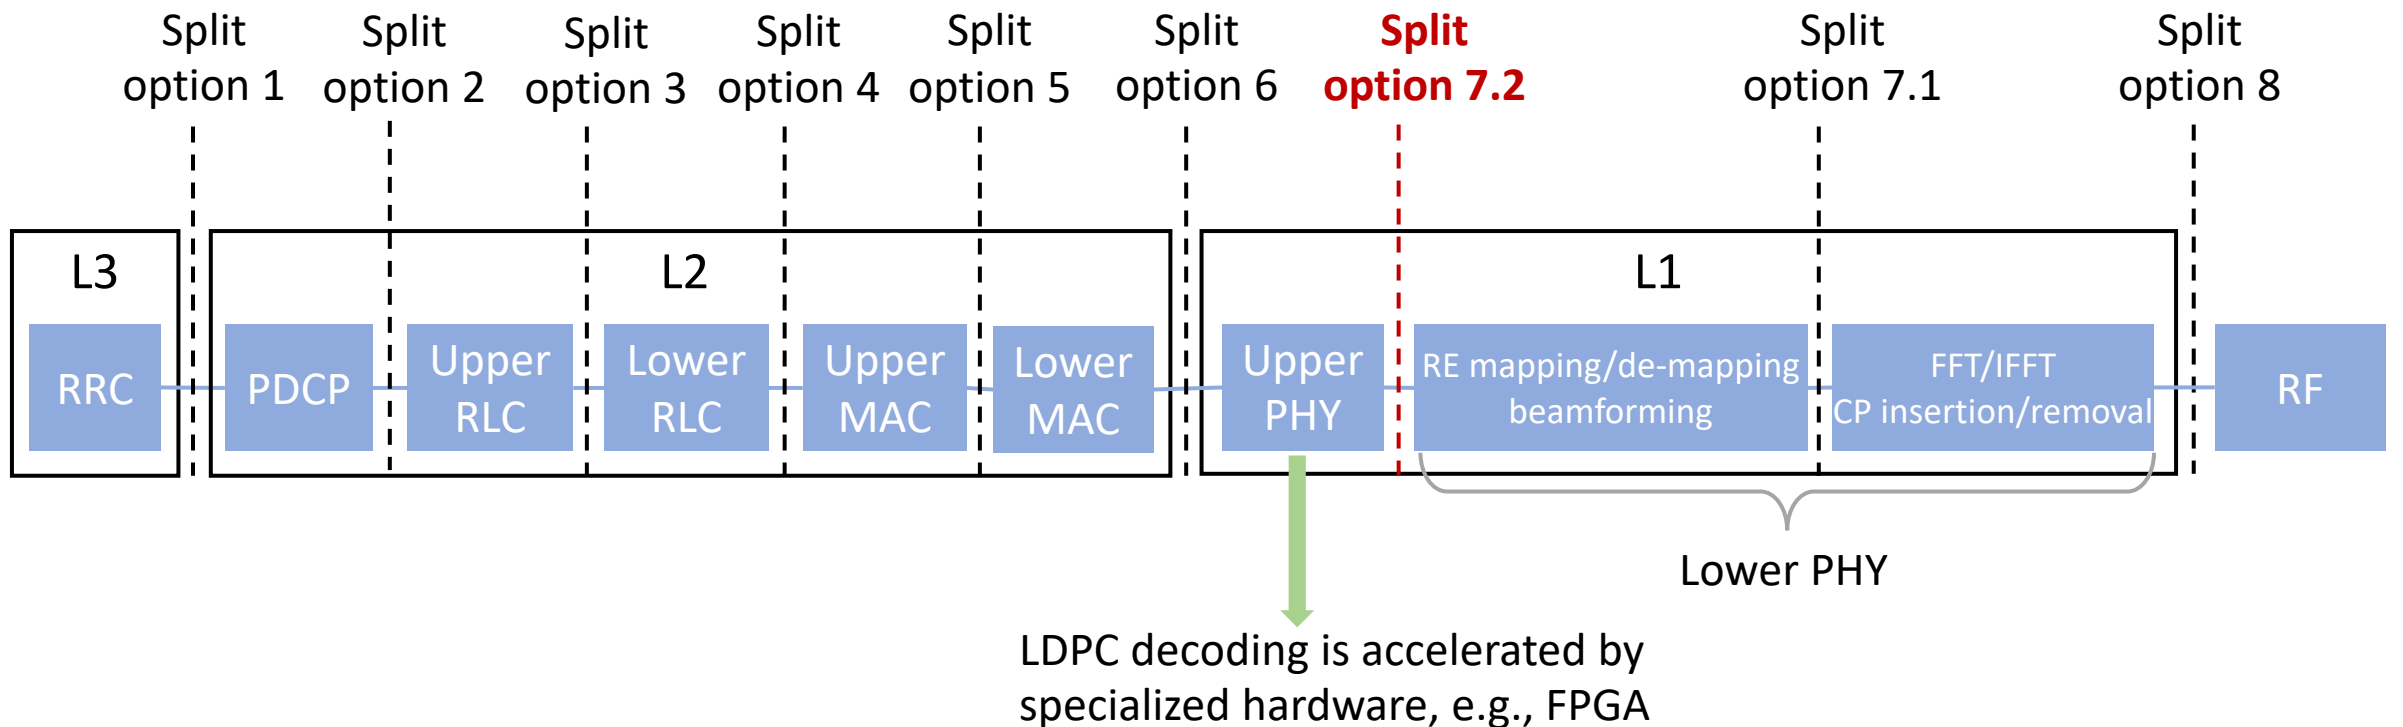 Split
option 1
Split
option 2
Split
option 3
Split
option 4
Split
option 5
Split
option 6
Split
option 7.2
Split
option 7.1
Split
option 8
L3
L2
L1
RRC
PDCP
Upper
RLC
Lower
RLC
Upper
MAC
Lower
MAC
Upper
PHY
RE mapping/de-mapping
beamforming
FFT/IFFT
CP insertion/removal
RF
Lower PHY
LDPC decoding is accelerated by
specialized hardware, e.g., FPGA